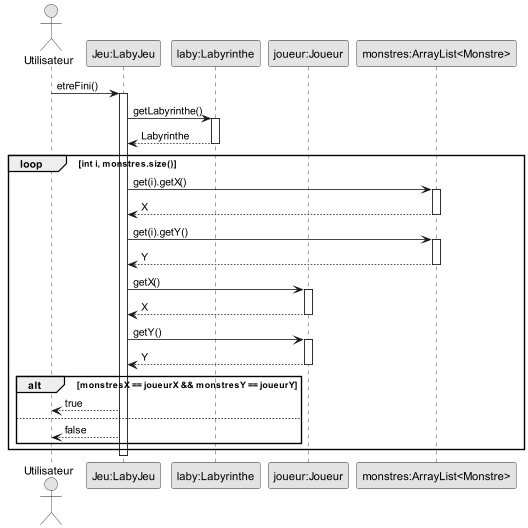 Utilisateur
Jeu:LabyJeu
laby:Labyrinthe
joueur:Joueur
monstres:ArrayList<Monstre>
etreFini()
getLabyrinthe()
Labyrinthe
loop [int i, monstres.size()]
get(i).getX()
X
get(i).getY()
Y
getX()
X
getY()
Y
alt [monstresX == joueurX && monstresY == joueurY]
true
false
Utilisateur
Jeu:LabyJeu
laby:Labyrinthe
joueur:Joueur
monstres:ArrayList<Monstre>